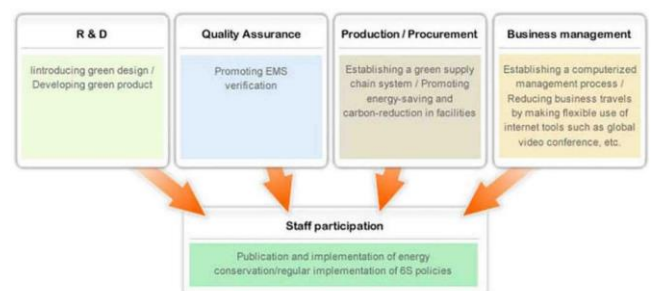 R & D
Iintroducing green design /
Developing green product
Quality Assurance
Promoting EMS
verification
Production / Procurement
Establishing a green supply
chain system / Promoting
energy-saving and
carbon-reduction in facilities
Business management
Establishing a computerized
management process /
Reducing business travels
by making flexible use of
internet tools such as global
video conference, etc.
Staff participation
Publication and implementation of energy
conservation/regular implementation of 6S policies